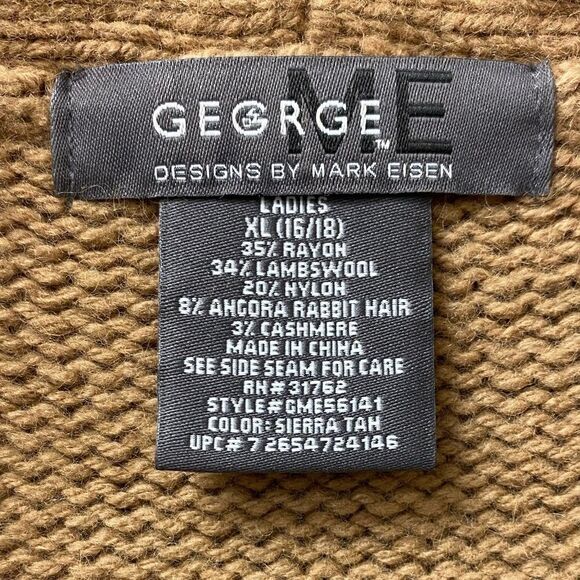 GEORGE ME™
DESIGNS BY MARK EISEN
LADIES
XL (16/18)
35% RAYON
34% LAMBSWOOL
20% NYLON
8% ANGORA RABBIT HAIR
3% CASHMERE
MADE IN CHINA
SEE SIDE SEAM FOR CARE
RN# 31762
STYLE# GME56141
COLOR: SIERRA TAN
UPC# 7 2654724146